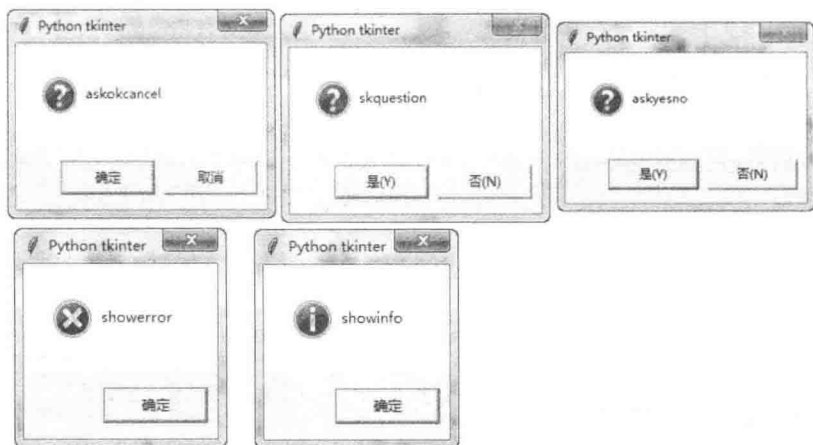 Python tkinter
askokcancel
确定
取消
Python tkinter
skquestion
是(Y)
否(N)
Python tkinter
askyesno
是(Y)
否(N)
Python tkinter
showerror
确定
Python tkinter
showinfo
确定